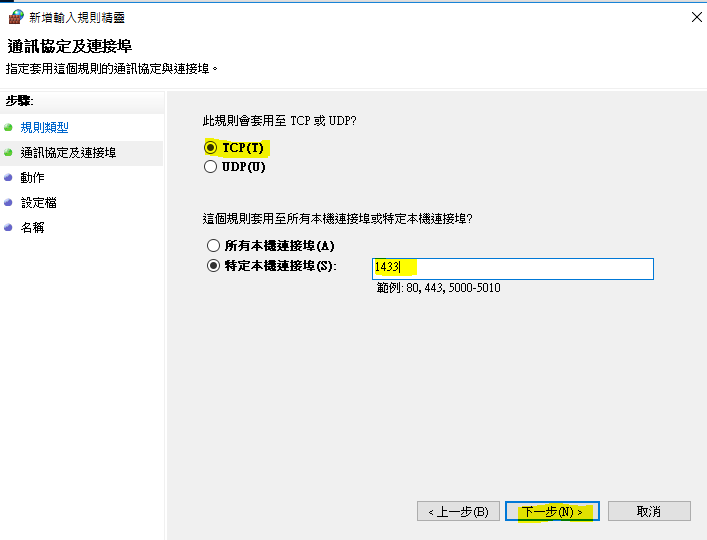 新增輸入規則精靈
通訊協定及連接埠
指定套用這個規則的通訊協定與連接埠。
步驟:
規則類型
通訊協定及連接埠
動作
設定檔
名稱
此規則會套用至 TCP 或 UDP?
TCP(T)
UDP(U)
這個規則套用至所有本機連接埠或特定本機連接埠?
所有本機連接埠(A)
特定本機連接埠(S):
1433
範例: 80, 443, 5000-5010
< 上一步(B)
下一步(N) >
取消